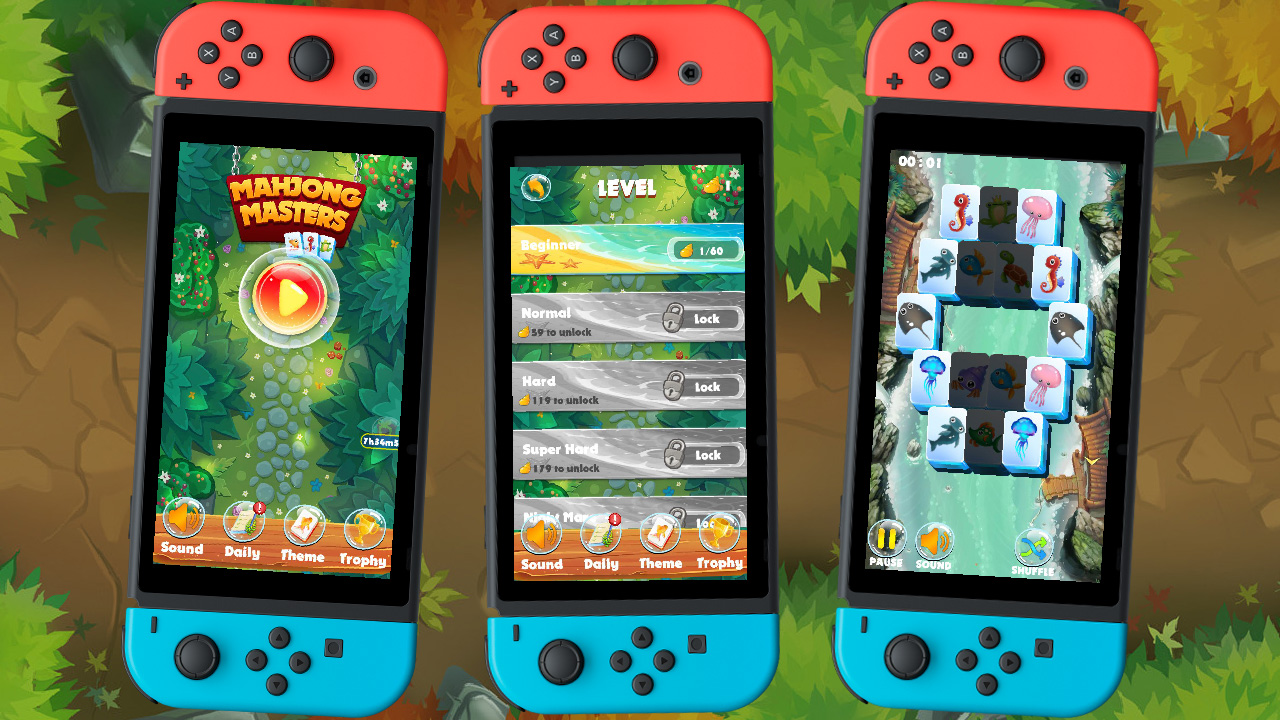 A
X
B
Y
MAHJONG
MASTERS
7h34m5
Sound
Daily
Theme
Trophy
A
X
B
Y
LEVEL
1
Beginner
1/60
Normal
59 to unlock
Lock
Hard
119 to unlock
Lock
Super Hard
179 to unlock
Lock
Sound
Daily
Theme
Trophy
A
X
B
Y
00:01
PAUSE
SOUND
SHUFFLE